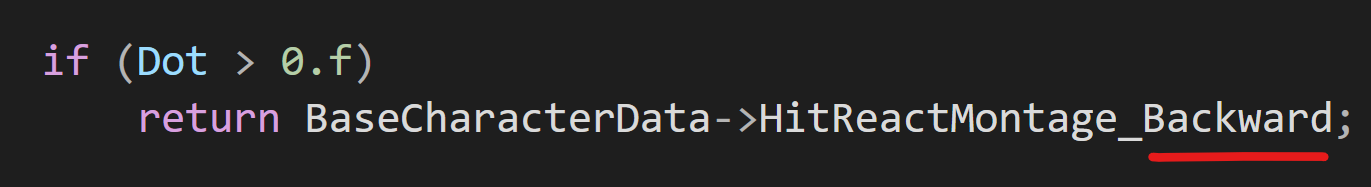 if (Dot > 0.f)
return BaseCharacterData->HitReactMontage_Backward;